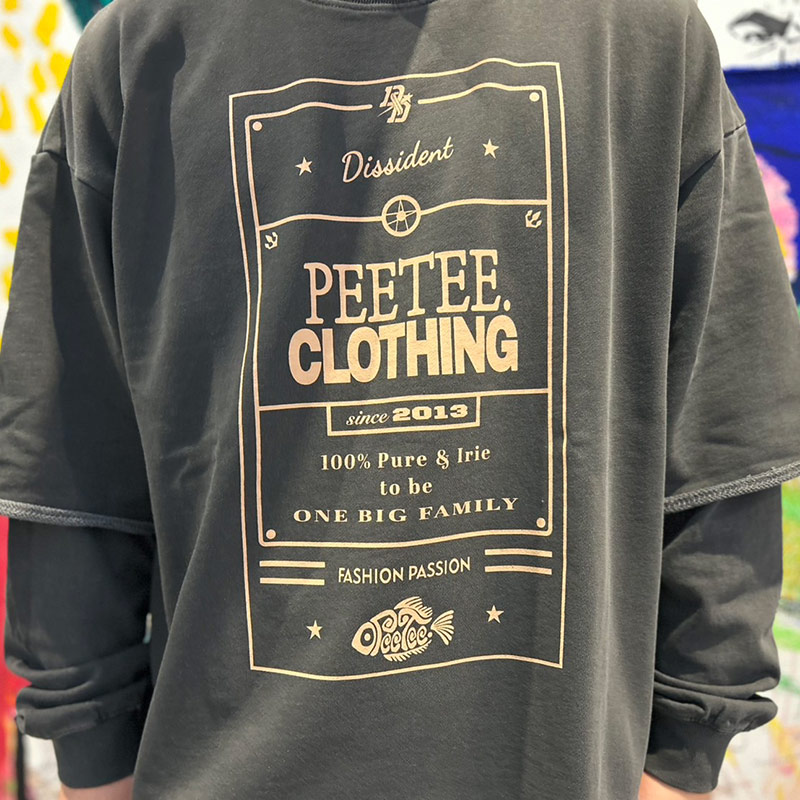 Dissident
PEETEE.
CLOTHING
since 2013
100% Pure & Irie
to be
ONE BIG FAMILY
FASHION PASSION
PeeTee.